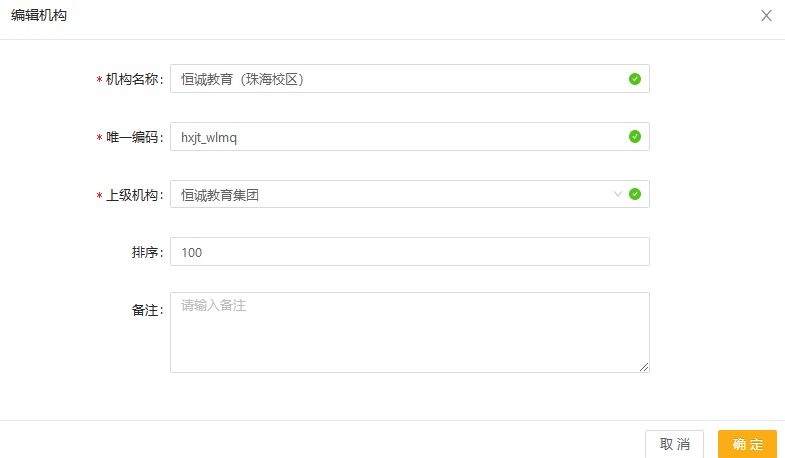 编辑机构
* 机构名称： 恒诚教育（珠海校区）
* 唯一编码： hxjt_wlmq
* 上级机构： 恒诚教育集团
排序： 100
备注： 请输入备注
取 消 确 定